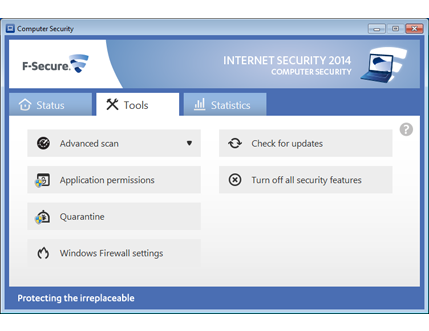 Computer Security
F-Secure.
INTERNET SECURITY 2014
COMPUTER SECURITY
Status
Tools
Statistics
?
Advanced scan
Check for updates
Application permissions
Turn off all security features
Quarantine
Windows Firewall settings
Protecting the irreplaceable